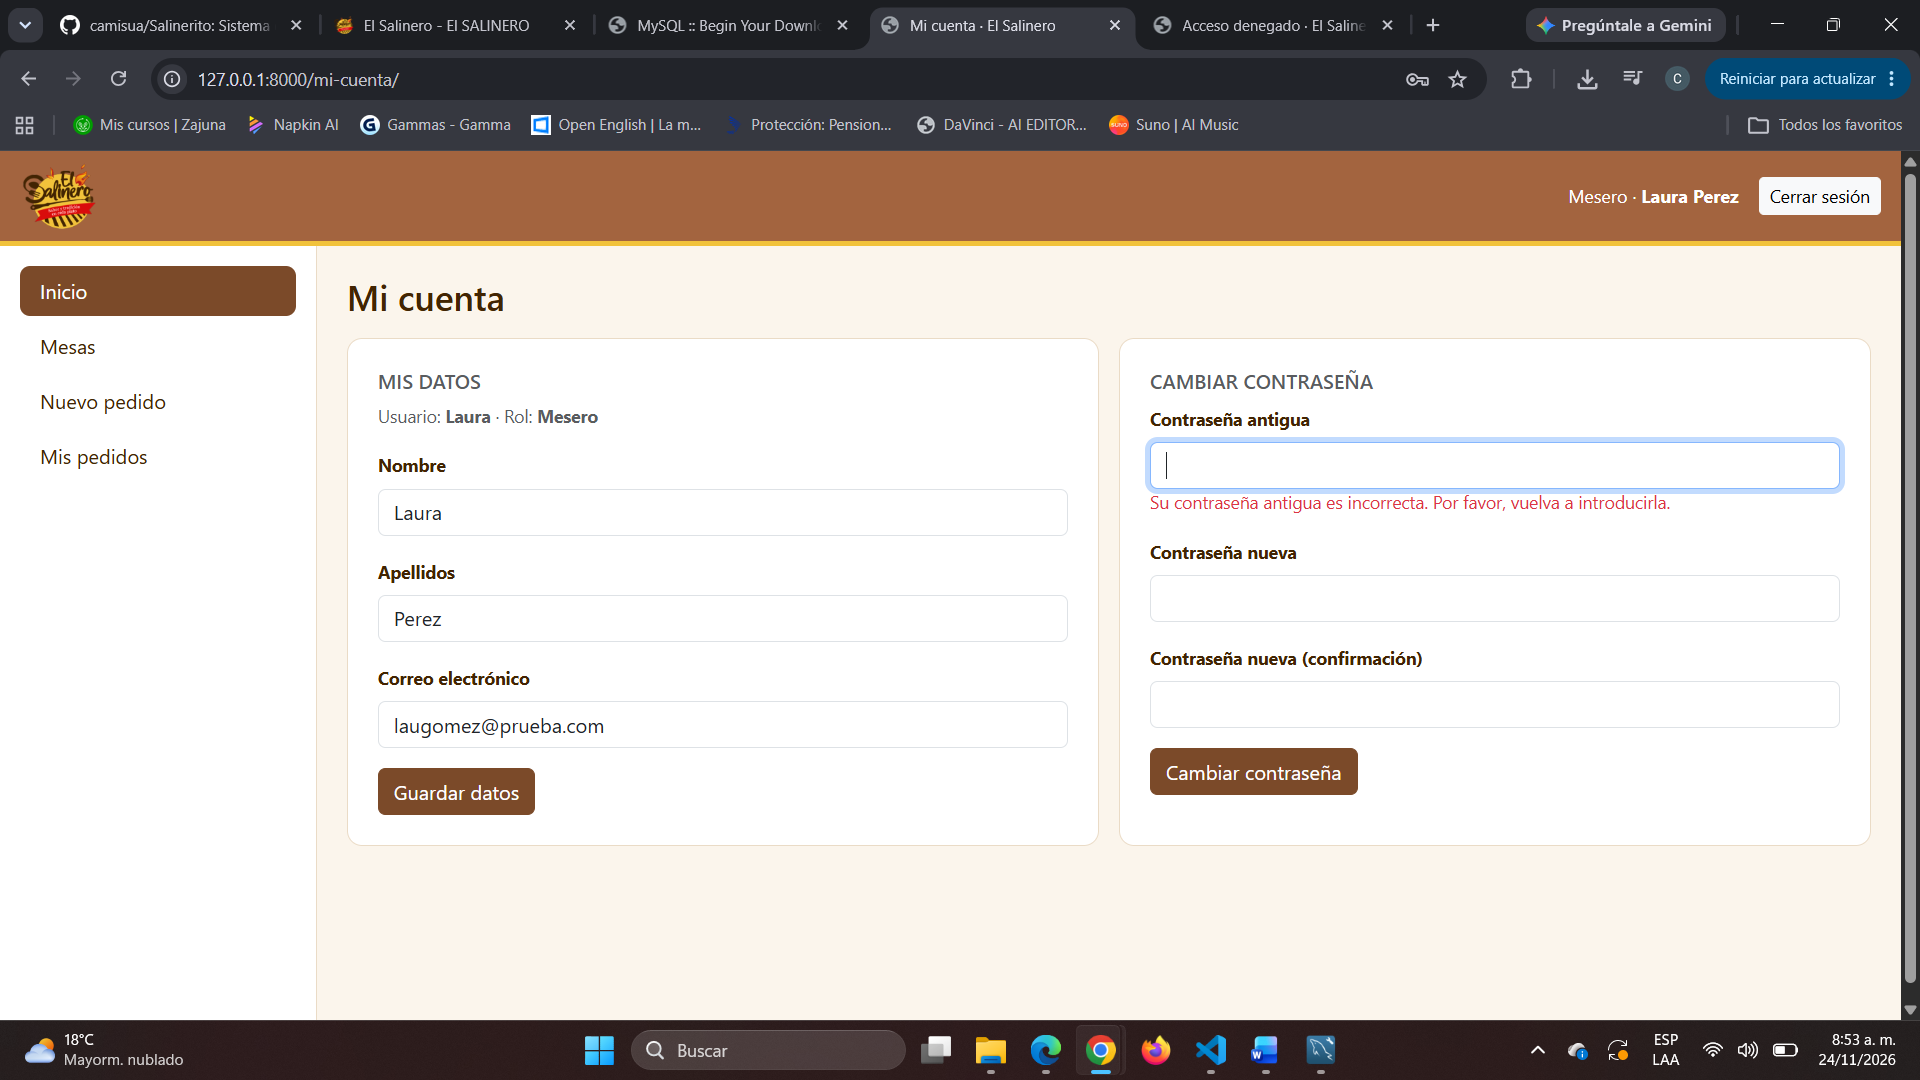 camisua/Salinerito: Sistema
El Salinero - El SALINERO
MySQL :: Begin Your Downl
Mi cuenta · El Salinero
Acceso denegado · El Saline
Pregúntale a Gemini
127.0.0.1:8000/mi-cuenta/
C
Reiniciar para actualizar
Mis cursos | Zajuna
Napkin AI
Gammas - Gamma
Open English | La m...
Protección: Pension...
DaVinci - AI EDITOR...
Suno | AI Music
Todos los favoritos
El
Salinero
Mesero · Laura Perez
Cerrar sesión
Inicio
Mesas
Nuevo pedido
Mis pedidos
Mi cuenta
MIS DATOS
Usuario: Laura · Rol: Mesero
Nombre
Laura
Apellidos
Perez
Correo electrónico
laugomez@prueba.com
Guardar datos
CAMBIAR CONTRASEÑA
Contraseña antigua
Su contraseña antigua es incorrecta. Por favor, vuelva a introducirla.
Contraseña nueva
Contraseña nueva (confirmación)
Cambiar contraseña
18°C
Mayorm. nublado
Buscar
ESP
LAA
8:53 a. m.
24/11/2026